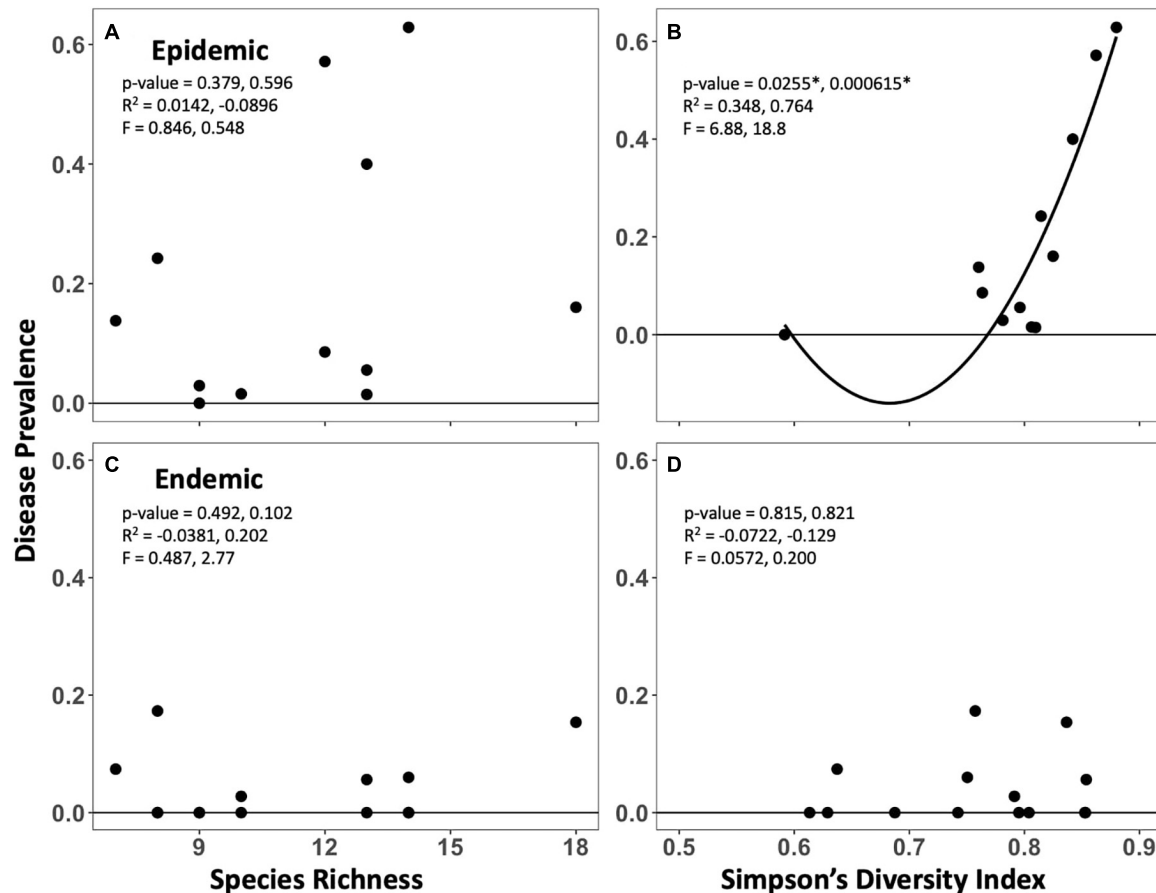 A
Epidemic
p-value = 0.379, 0.596
R² = 0.0142, -0.0896
F = 0.846, 0.548
0.6
0.4
0.2
0.0
9
12
18
B
p-value = 0.0255*, 0.000615*
R² = 0.348, 0.764
F = 6.88, 18.8
0.6
0.4
0.2
0.0
Disease Prevalence
C
Endemic
p-value = 0.492, 0.102
R² = -0.0381, 0.202
F = 0.487, 2.77
0.6
0.4
0.2
0.0
9
12
15
18
Species Richness
D
p-value = 0.815, 0.821
R² = -0.0722, -0.129
F = 0.0572, 0.200
0.6
0.4
0.2
0.0
0.5
0.6
0.7
0.8
0.9
Simpson's Diversity Index